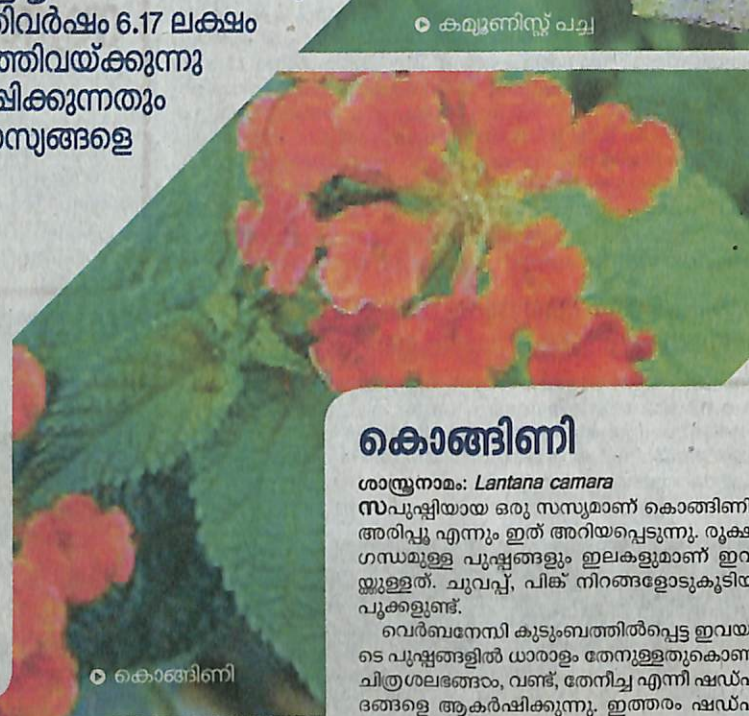 തിവർഷം 6.17 ലക്ഷം
ത്തിവയ്ക്കുന്നു
ഷിക്കുന്നതും
സ്യങ്ങളെ
കമ്യൂണിസ്റ്റ് പച്ച
കൊങ്ങിണി
ശാസ്ത്രനാമം: Lantana camara
സപുഷ്പിയായ ഒരു സസ്യമാണ് കൊങ്ങിണി
അരിപ്പൂ എന്നും ഇത് അറിയപ്പെടുന്നു. രൂക്ഷ
ഗന്ധമുള്ള പുഷ്പങ്ങളും ഇലകളുമാണ് ഇവ
യ്ക്കുള്ളത്. ചുവപ്പ്, പിങ്ക് നിറങ്ങളോടുകൂടിയ
പൂക്കളുണ്ട്.
വെർബനേസി കുടുംബത്തിൽപ്പെട്ട ഇവയു
ടെ പുഷ്പങ്ങളിൽ ധാരാളം തേനുള്ളതുകൊണ്
ചിത്രശലഭങ്ങൾ, വണ്ട്, തേനീച്ച എന്നീ ഷഡ്പ
ദങ്ങളെ ആകർഷിക്കുന്നു. ഇത്തരം ഷഡ്പ
കൊങ്ങിണി